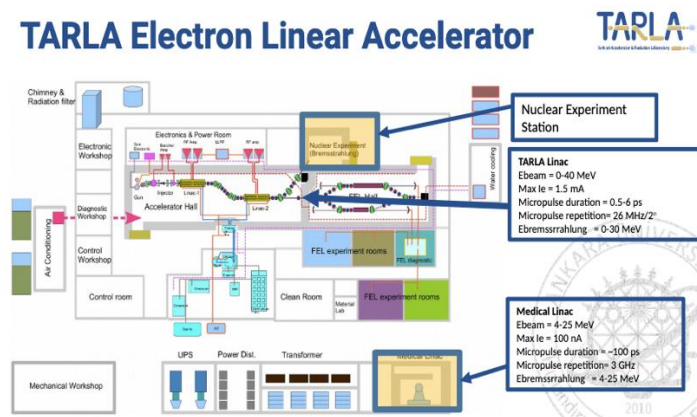 TARLA Electron Linear Accelerator
TARLA
Chimney &
Radiation filter
Nuclear Experiment
Station
Electronic
Workshop
Electronics & Power Room
Nuclear Experiment
(Bremsstrahlung)
Gun
Injector
Linac-1
Linac-2
Accelerator Hall
FEL Hall
Water cooling
TARLA Linac
Ebeam = 0-40 MeV
Max Ie = 1.5 mA
Micropulse duration = 0.5-6 ps
Micropulse repetition= 26 MHz/2ⁿ
Ebremssrrahlung = 0-30 MeV
Diagnostic
Workshop
Air Conditioning
Control
Workshop
FEL experiment rooms
FEL diagnostic
Control room
Clean Room
Material
Lab
FEL experiment rooms
Medical Linac
Ebeam = 4-25 MeV
Max Ie = 100 nA
Micropulse duration = ~100 ps
Micropulse repetition= 3 GHz
Ebremssrrahlung = 4-25 MeV
UPS
Power Dist.
Transformer
Medical Linac
Mechanical Workshop
2010